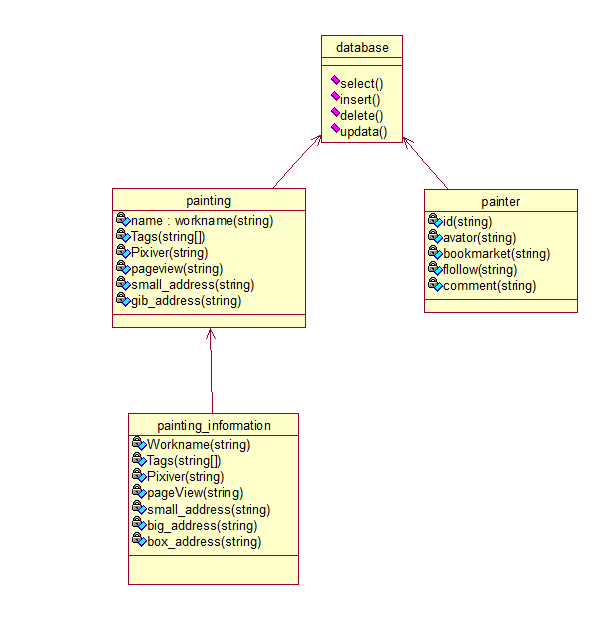 database
select()
insert()
delete()
updata()
painting
name : workname(string)
Tags(string[])
Pixiver(string)
pageview(string)
small_address(string)
gib_address(string)
painter
id(string)
avator(string)
bookmarket(string)
flollow(string)
comment(string)
painting_information
Workname(string)
Tags(string[])
Pixiver(string)
pageView(string)
small_address(string)
big_address(string)
box_address(string)